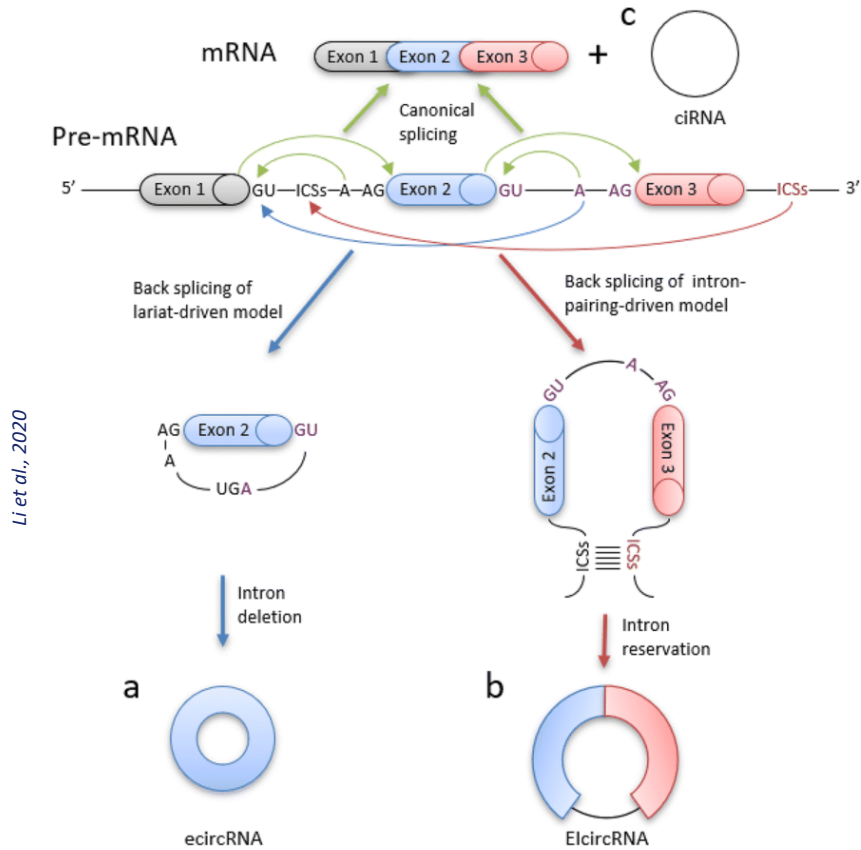 c
mRNA
Exon 1 Exon 2 Exon 3 +
ciRNA
Canonical
splicing
Pre-mRNA
5' Exon 1 GU ICSs A AG Exon 2 GU A AG Exon 3 ICSs 3'
Back splicing of
lariat-driven model
Back splicing of intron-
pairing-driven model
AG Exon 2 GU
A
UGA
GU A AG
Exon 2 Exon 3
ICSs ICSs
Li et al., 2020
Intron
deletion
Intron
reservation
a
b
ecircRNA
EIcircRNA